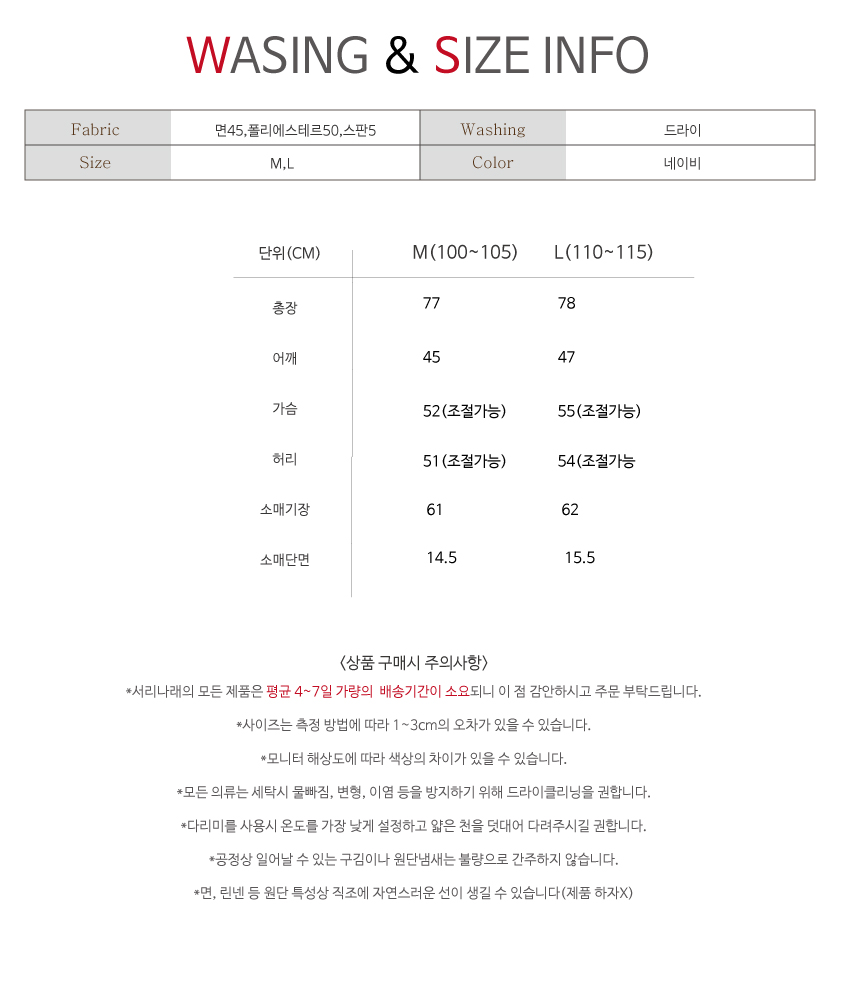 WASING & SIZE INFO
Fabric 면45,폴리에스테르50,스판5 Washing 드라이
Size M,L Color 네이비
단위(CM) M(100~105) L(110~115)
총장 77 78
어깨 45 47
가슴 52(조절가능) 55(조절가능)
허리 51(조절가능) 54(조절가능
소매기장 61 62
소매단면 14.5 15.5
<상품 구매시 주의사항>
*서리나래의 모든 제품은 평균 4~7일 가량의 배송기간이 소요되니 이 점 감안하시고 주문 부탁드립니다.
*사이즈는 측정 방법에 따라 1~3cm의 오차가 있을 수 있습니다.
*모니터 해상도에 따라 색상의 차이가 있을 수 있습니다.
*모든 의류는 세탁시 물빠짐, 변형, 이염 등을 방지하기 위해 드라이클리닝을 권합니다.
*다리미를 사용시 온도를 가장 낮게 설정하고 얇은 천을 덧대어 다려주시길 권합니다.
*공정상 일어날 수 있는 구김이나 원단냄새는 불량으로 간주하지 않습니다.
*면, 린넨 등 원단 특성상 직조에 자연스러운 선이 생길 수 있습니다(제품 하자X)